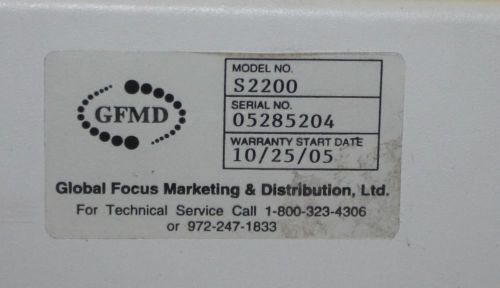 GFMD
MODEL NO.
S2200
SERIAL NO.
05285204
WARRANTY START DATE
10/25/05
Global Focus Marketing & Distribution, Ltd.
For Technical Service Call 1-800-323-4306
or 972-247-1833